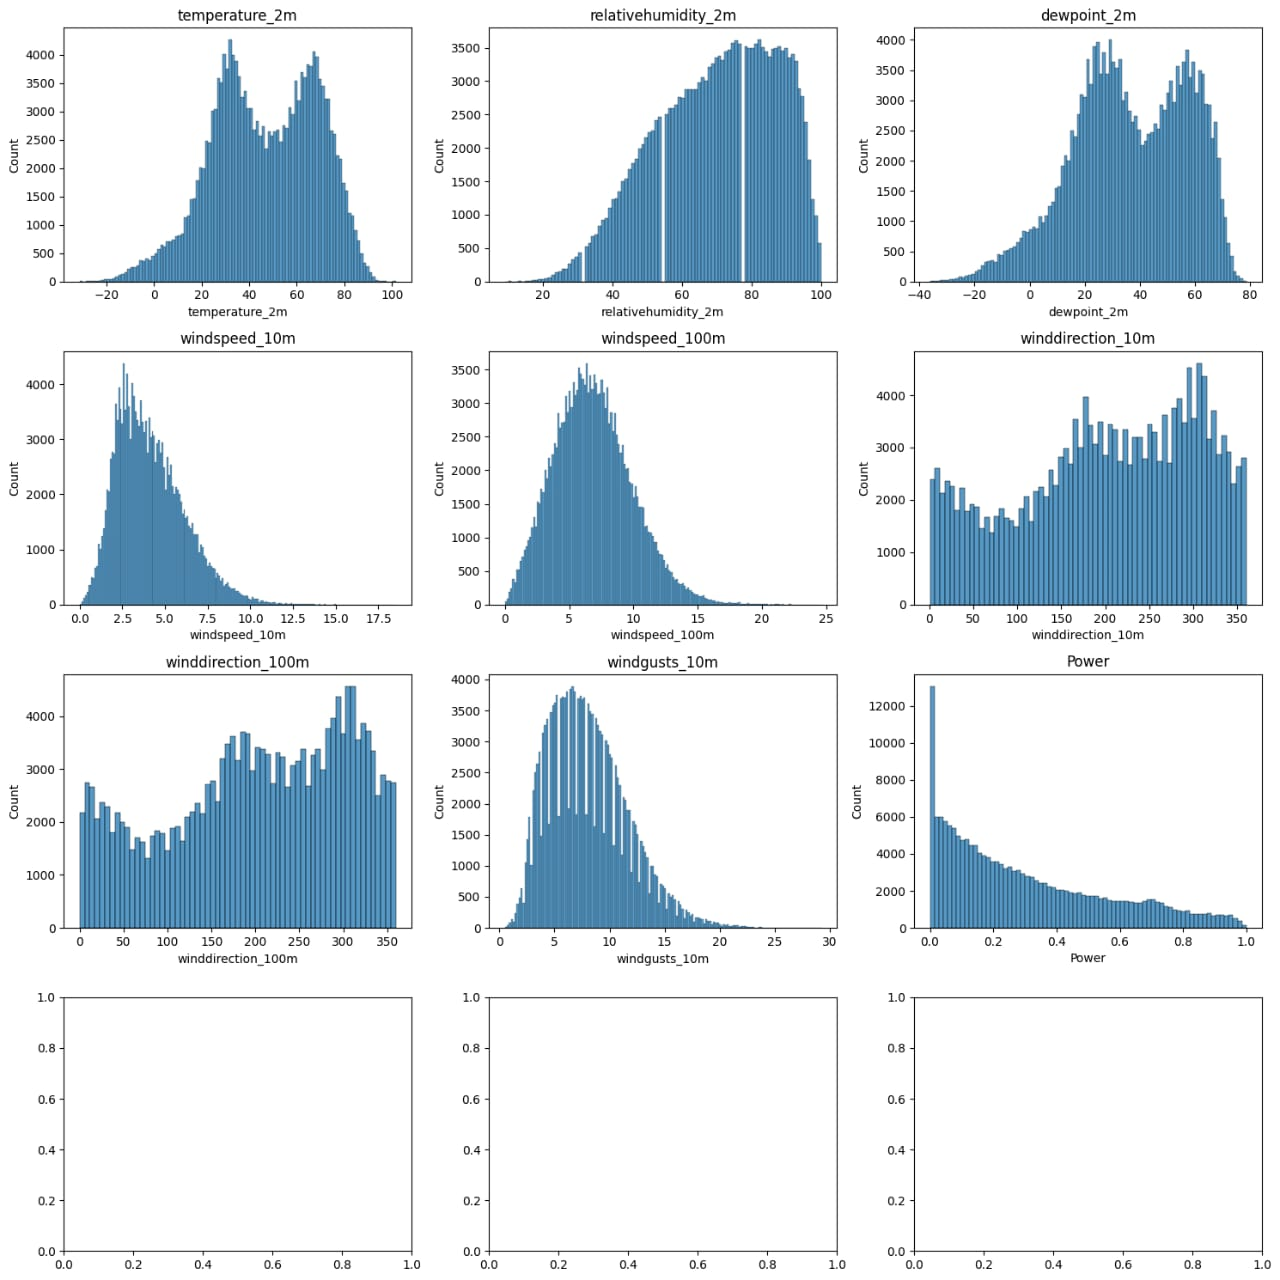 temperature_2m
relativehumidity_2m
dewpoint_2m
4000
3500
3000
2500
2000
1500
1000
500
0
Count
−20 0 20 40 60 80 100
temperature_2m
3500
3000
2500
2000
1500
1000
500
0
Count
20 40 60 80 100
relativehumidity_2m
4000
3500
3000
2500
2000
1500
1000
500
0
Count
−40 −20 0 20 40 60 80
dewpoint_2m
windspeed_10m
windspeed_100m
winddirection_10m
4000
3000
2000
1000
0
Count
0.0 2.5 5.0 7.5 10.0 12.5 15.0 17.5
windspeed_10m
3500
3000
2500
2000
1500
1000
500
0
Count
0 5 10 15 20 25
windspeed_100m
4000
3000
2000
1000
0
Count
0 50 100 150 200 250 300 350
winddirection_10m
winddirection_100m
windgusts_10m
Power
4000
3000
2000
1000
0
Count
0 50 100 150 200 250 300 350
winddirection_100m
4000
3500
3000
2500
2000
1500
1000
500
0
Count
0 5 10 15 20 25 30
windgusts_10m
12000
10000
8000
6000
4000
2000
0
Count
0.0 0.2 0.4 0.6 0.8 1.0
Power
1.0
0.8
0.6
0.4
0.2
0.0
0.0 0.2 0.4 0.6 0.8 1.0
1.0
0.8
0.6
0.4
0.2
0.0
0.0 0.2 0.4 0.6 0.8 1.0
1.0
0.8
0.6
0.4
0.2
0.0
0.0 0.2 0.4 0.6 0.8 1.0